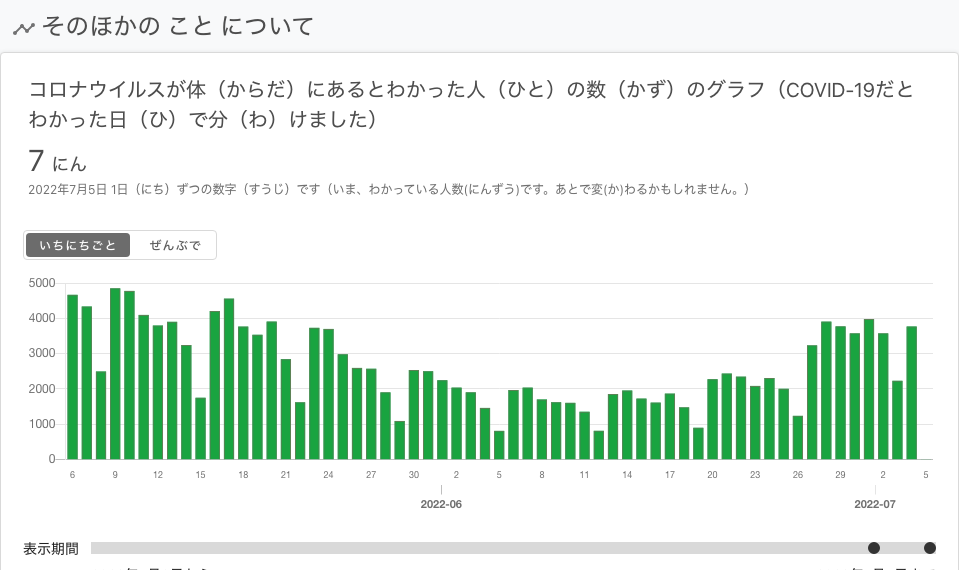 そのほかの こと について
コロナウイルスが体（からだ）にあるとわかった人（ひと）の数（かず）のグラフ（COVID-19だと
わかった日（ひ）で分（わ）けました）
7 にん
2022年7月5日 1日（にち）ずつの数字（すうじ）です（いま、わかっている人数(にんずう)です。あとで変(か)わるかもしれません。）
いちにちごと ぜんぶで
5000
4000
3000
2000
1000
0
6 9 12 15 18 21 24 27 30 2 5 8 11 14 17 20 23 26 29 2 5
2022-06 2022-07
表示期間